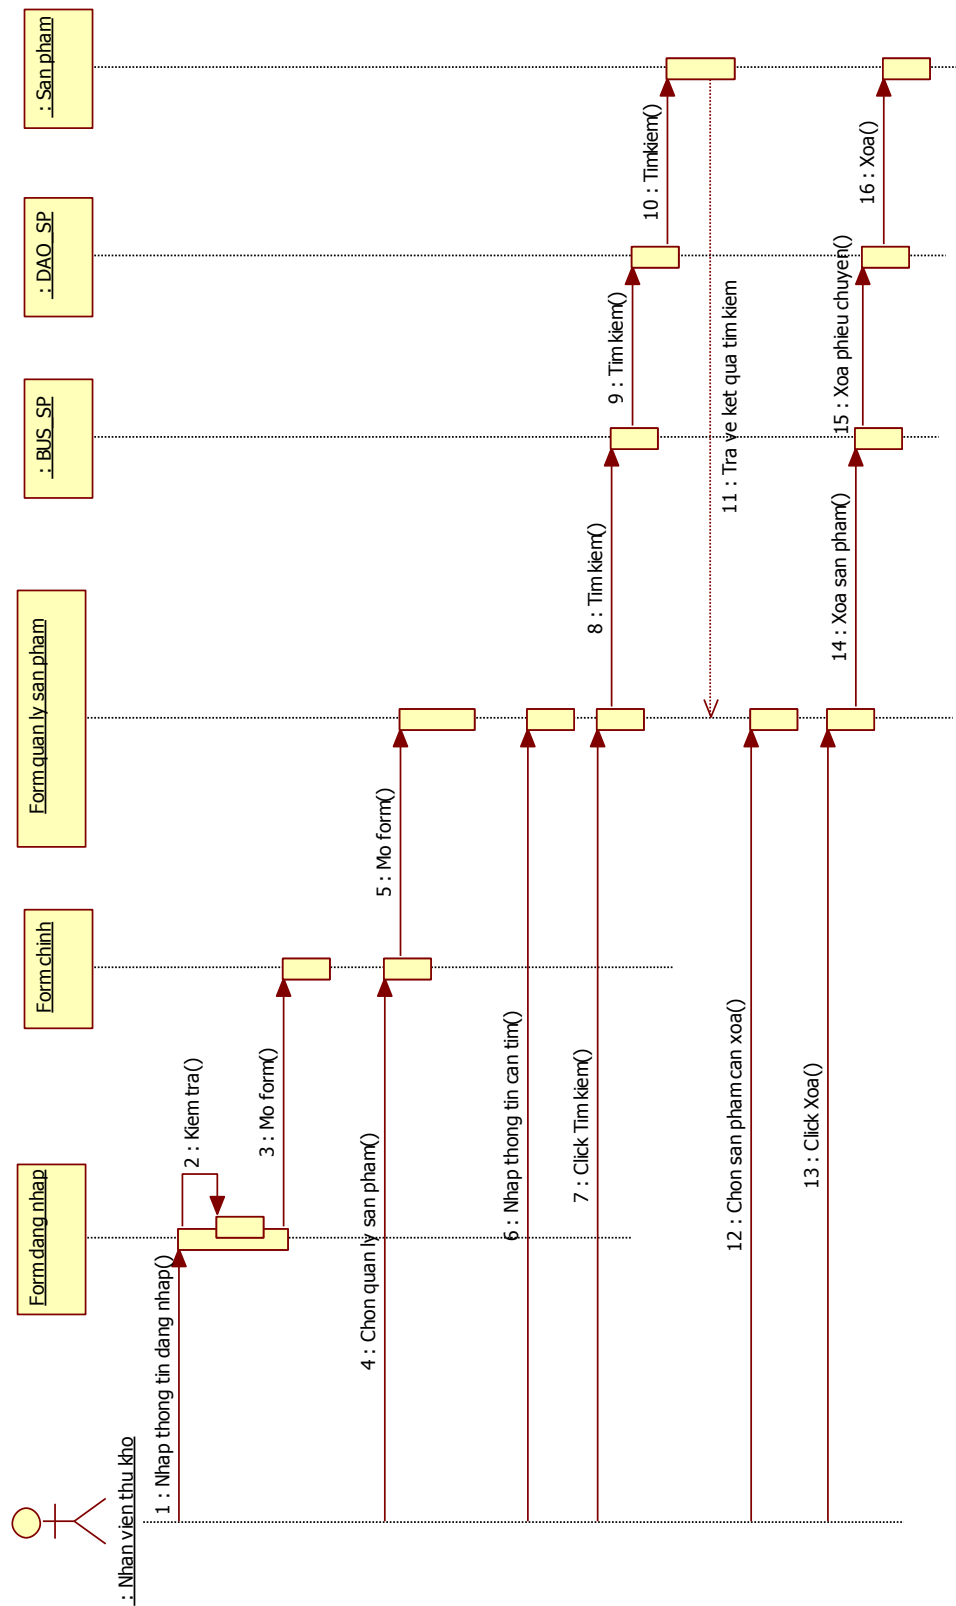 : Nhan vien thu kho
Form dang nhap
Form chinh
Form quan ly san pham
: BUS_SP
: DAO_SP
: San pham
1 : Nhap thong tin dang nhap()
2 : Kiem tra()
3 : Mo form()
4 : Chon quan ly san pham()
5 : Mo form()
6 : Nhap thong tin can tim()
7 : Click Tim kiem()
8 : Tim kiem()
9 : Tim kiem()
10 : Timkiem()
11 : Tra ve ket qua tim kiem
12 : Chon san pham can xoa()
13 : Click Xoa()
14 : Xoa san pham()
15 : Xoa phieu chuyen()
16 : Xoa()